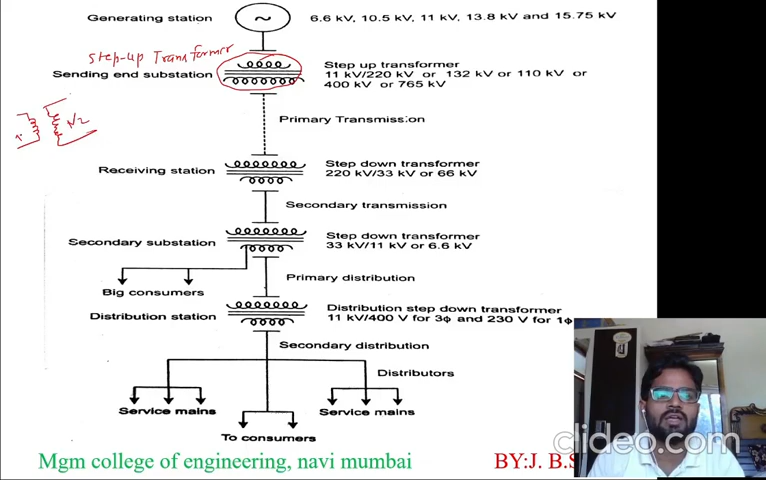 Generating station
6.6 kV, 10.5 kV, 11 kV, 13.8 kV and 15.75 kV
Step-up Transformer
Sending end substation
Step up transformer
11 kV/220 kV or 132 kV or 110 kV or
400 kV or 765 kV
Primary Transmission
Receiving station
Step down transformer
220 kV/33 kV or 66 kV
Secondary transmission
Secondary substation
Step down transformer
33 kV/11 kV or 6.6 kV
Primary distribution
Big consumers
Distribution station
Distribution step down transformer
11 kV/400 V for 3ϕ and 230 V for 1ϕ
Secondary distribution
Distributors
Service mains
Service mains
To consumers
clideo.com
Mgm college of engineering, navi mumbai
BY:J. B.